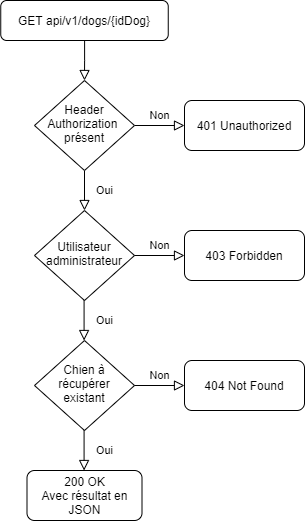 GET api/v1/dogs/{idDog}
Header
Authorization
présent
Non
401 Unauthorized
Oui
Utilisateur
administrateur
Non
403 Forbidden
Oui
Chien à
récupérer
existant
Non
404 Not Found
Oui
200 OK
Avec résultat en
JSON